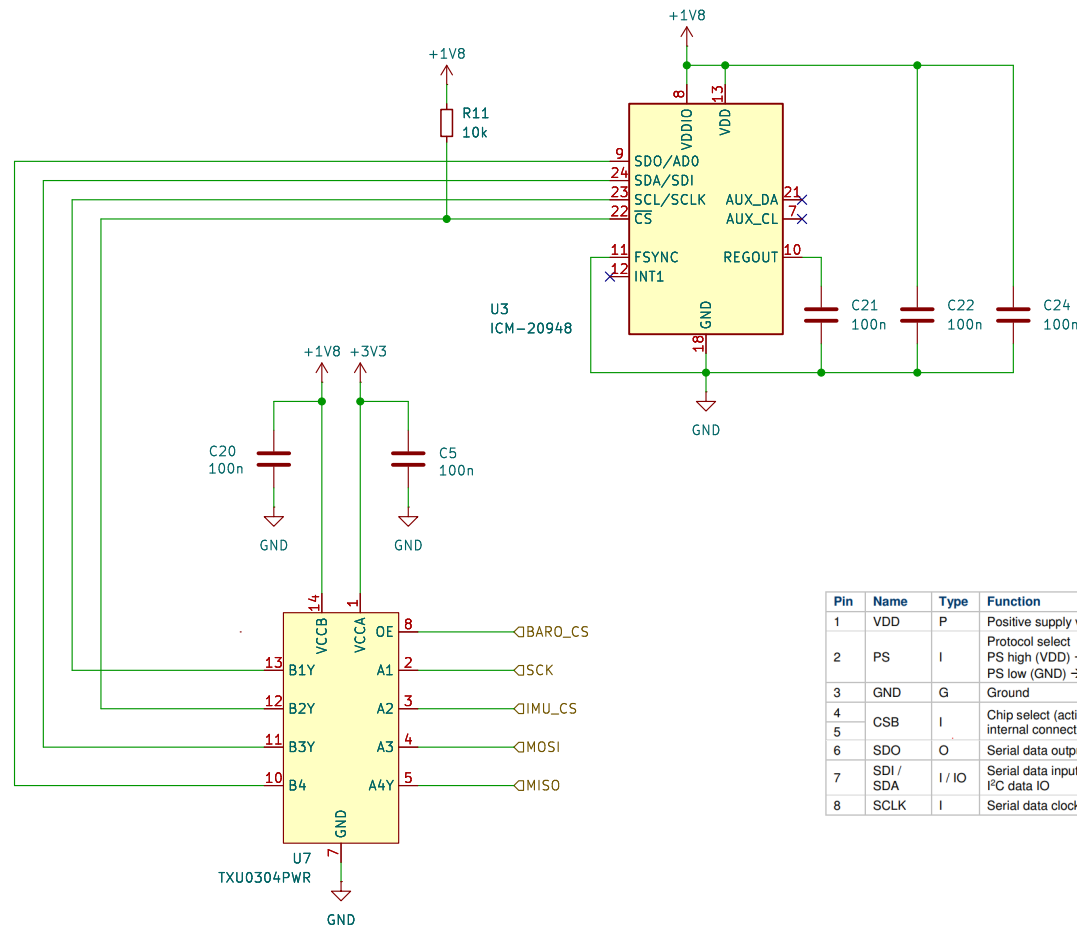 +1V8
+1V8
R11
10k
8
13
VDDIO
VDD
9 SDO/AD0
24 SDA/SDI
23 SCL/SCLK
22 CS
11 FSYNC
12 INT1
AUX_DA 21
AUX_CL 7
REGOUT 10
GND
18
U3
ICM-20948
C21
100n
C22
100n
C24
100n
GND
+1V8
+3V3
C20
100n
C5
100n
GND
GND
14
1
VCCB
VCCA
OE 8
BARO_CS
13 B1Y
A1 2
SCK
12 B2Y
A2 3
IMU_CS
11 B3Y
A3 4
MOSI
10 B4
A4Y 5
MISO
GND
7
U7
TXU0304PWR
GND
Pin Name Type Function
1 VDD P Positive supply
2 PS I Protocol select
PS high (VDD)
PS low (GND) →
3 GND G Ground
4
5
CSB I Chip select (acti
internal connect
6 SDO O Serial data outp
7 SDI /
SDA
I / IO Serial data input
I²C data IO
8 SCLK I Serial data clock